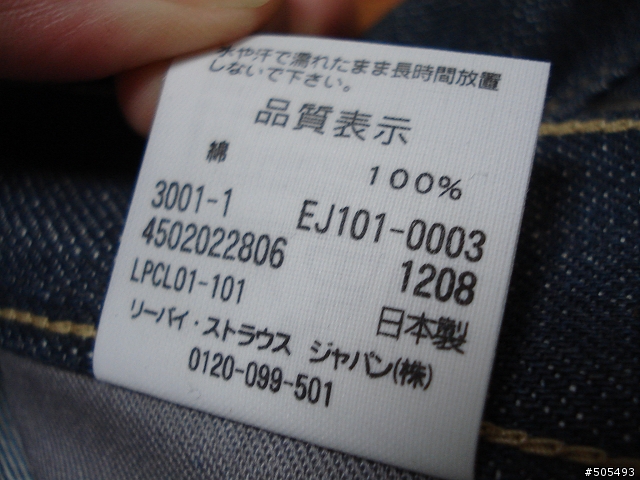 水や汗で濡れたまま長時間放置
しないで下さい。
品質表示
綿 100%
3001-1 EJ101-0003
4502022806 1208
LPCL01-101 日本製
リーバイ・ストラウス ジャパン(株)
0120-099-501
#505493